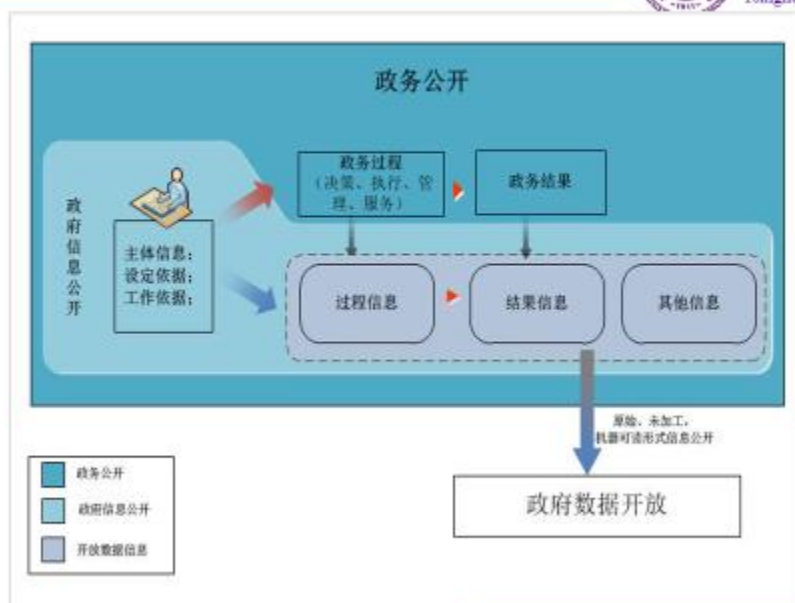 政务公开
政务过程
（决策、执行、管
理、服务）
政务结果
政
府
信
息
公
开
主体信息；
设定依据；
工作依据；
过程信息
结果信息
其他信息
原始、未加工，
机器可读形式信息公开
政府数据开放
政务公开
政府信息公开
开放数据信息